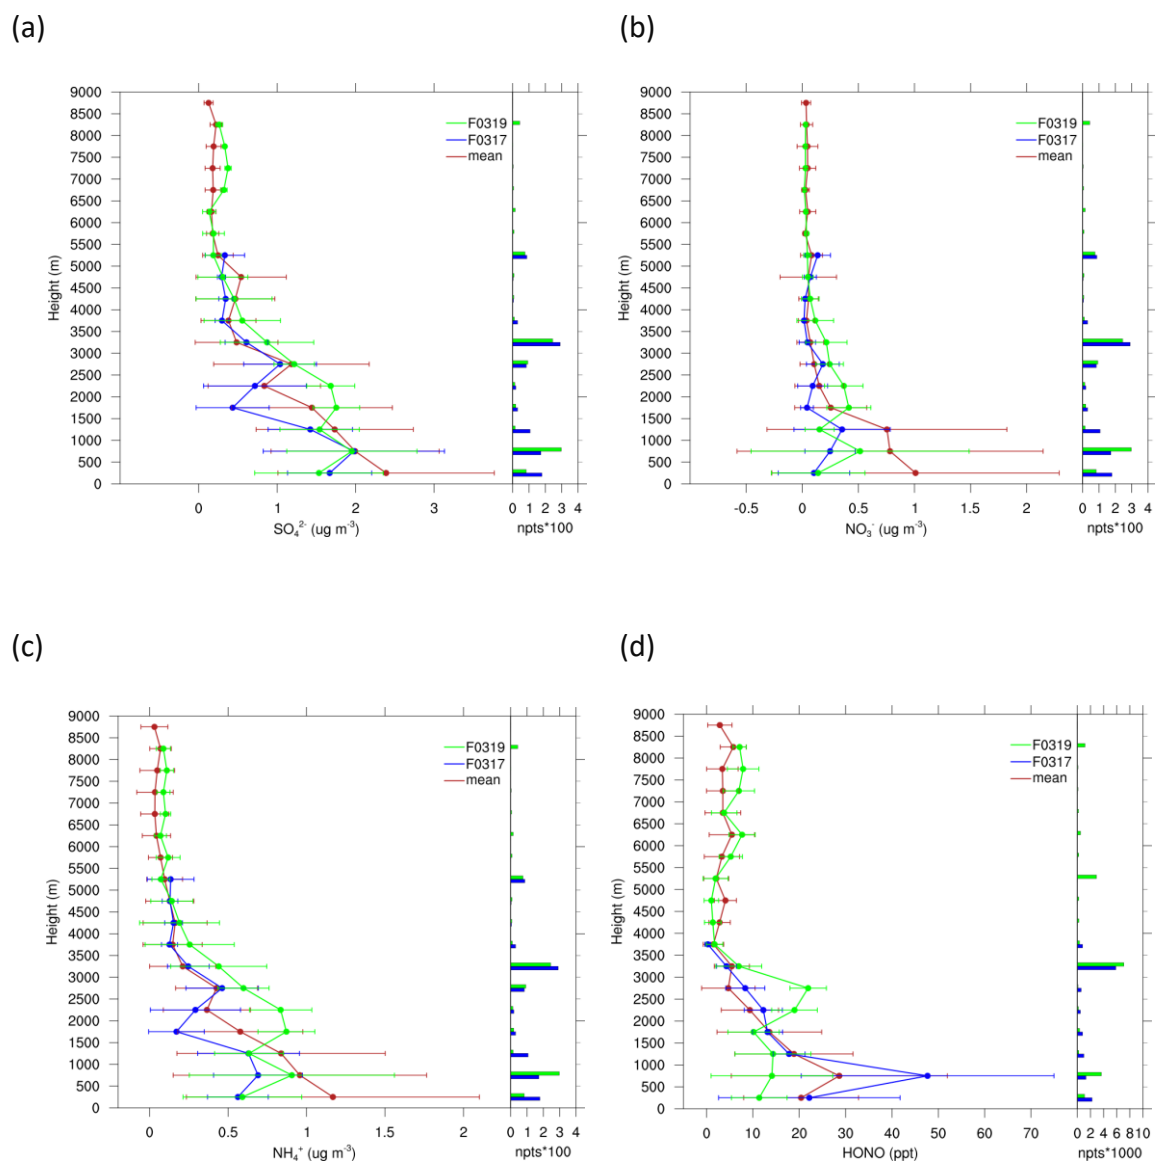 (a)
9000
8500
8000
7500
7000
6500
6000
5500
5000
4500
4000
3500
3000
2500
2000
1500
1000
500
0
Height (m)
F0319
F0317
mean
0 1 2 3
SO₄²⁻ (ug m⁻³)
0 1 2 3 4
npts*100
(b)
9000
8500
8000
7500
7000
6500
6000
5500
5000
4500
4000
3500
3000
2500
2000
1500
1000
500
0
Height (m)
F0319
F0317
mean
-0.5 0 0.5 1 1.5 2
NO₃⁻ (ug m⁻³)
0 1 2 3 4
npts*100
(c)
9000
8500
8000
7500
7000
6500
6000
5500
5000
4500
4000
3500
3000
2500
2000
1500
1000
500
0
Height (m)
F0319
F0317
mean
0 0.5 1 1.5 2
NH₄⁺ (ug m⁻³)
0 1 2 3 4
npts*100
(d)
9000
8500
8000
7500
7000
6500
6000
5500
5000
4500
4000
3500
3000
2500
2000
1500
1000
500
0
Height (m)
F0319
F0317
mean
0 10 20 30 40 50 60 70
HONO (ppt)
0 2 4 6 8 10
npts*1000